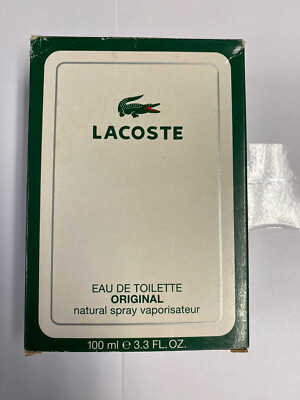 LACOSTE
EAU DE TOILETTE
ORIGINAL
natural spray vaporisateur
100 ml ℮ 3.3 FL. OZ.